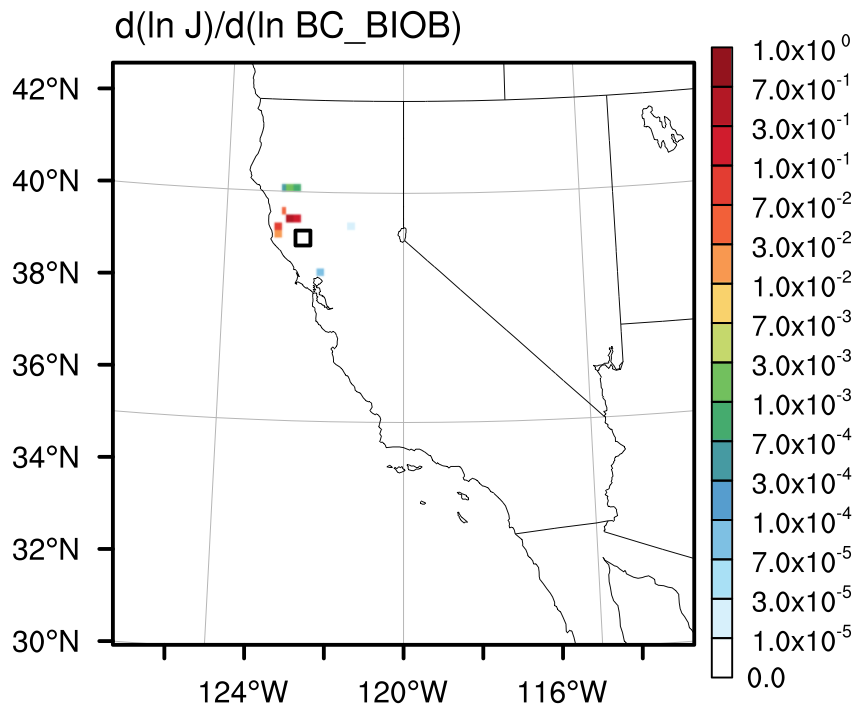 d(ln J)/d(ln BC_BIOB)
42°N
40°N
38°N
36°N
34°N
32°N
30°N
124°W 120°W 116°W
1.0x10⁰
7.0x10⁻¹
3.0x10⁻¹
1.0x10⁻¹
7.0x10⁻²
3.0x10⁻²
1.0x10⁻²
7.0x10⁻³
3.0x10⁻³
1.0x10⁻³
7.0x10⁻⁴
3.0x10⁻⁴
1.0x10⁻⁴
7.0x10⁻⁵
3.0x10⁻⁵
1.0x10⁻⁵
0.0